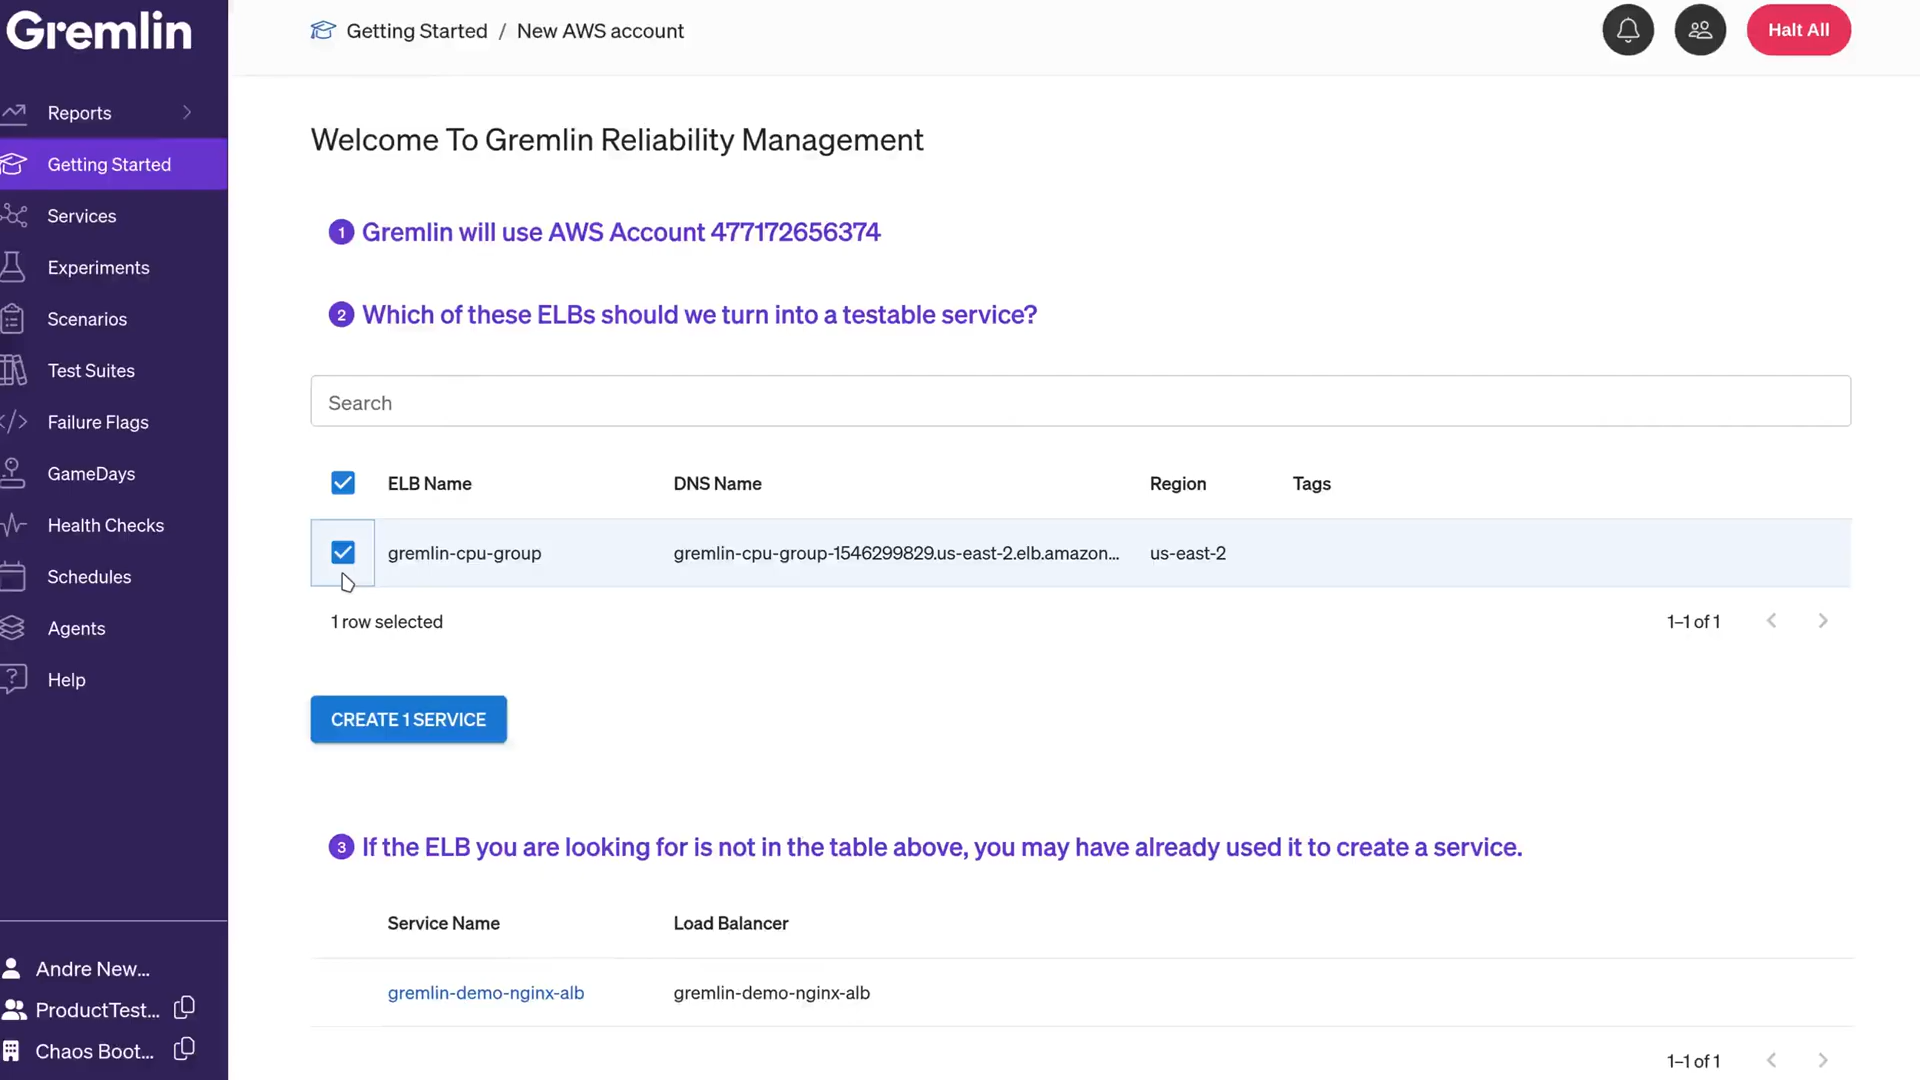 Gremlin
Getting Started / New AWS account
Halt All
Reports
Getting Started
Services
Experiments
Scenarios
Test Suites
Failure Flags
GameDays
Health Checks
Schedules
Agents
Help
Andre New...
ProductTest...
Chaos Boot...
Welcome To Gremlin Reliability Management
1 Gremlin will use AWS Account 477172656374
2 Which of these ELBs should we turn into a testable service?
Search
ELB Name DNS Name Region Tags
gremlin-cpu-group gremlin-cpu-group-1546299829.us-east-2.elb.amazon... us-east-2
1 row selected 1–1 of 1
CREATE 1 SERVICE
3 If the ELB you are looking for is not in the table above, you may have already used it to create a service.
Service Name Load Balancer
gremlin-demo-nginx-alb gremlin-demo-nginx-alb
1–1 of 1